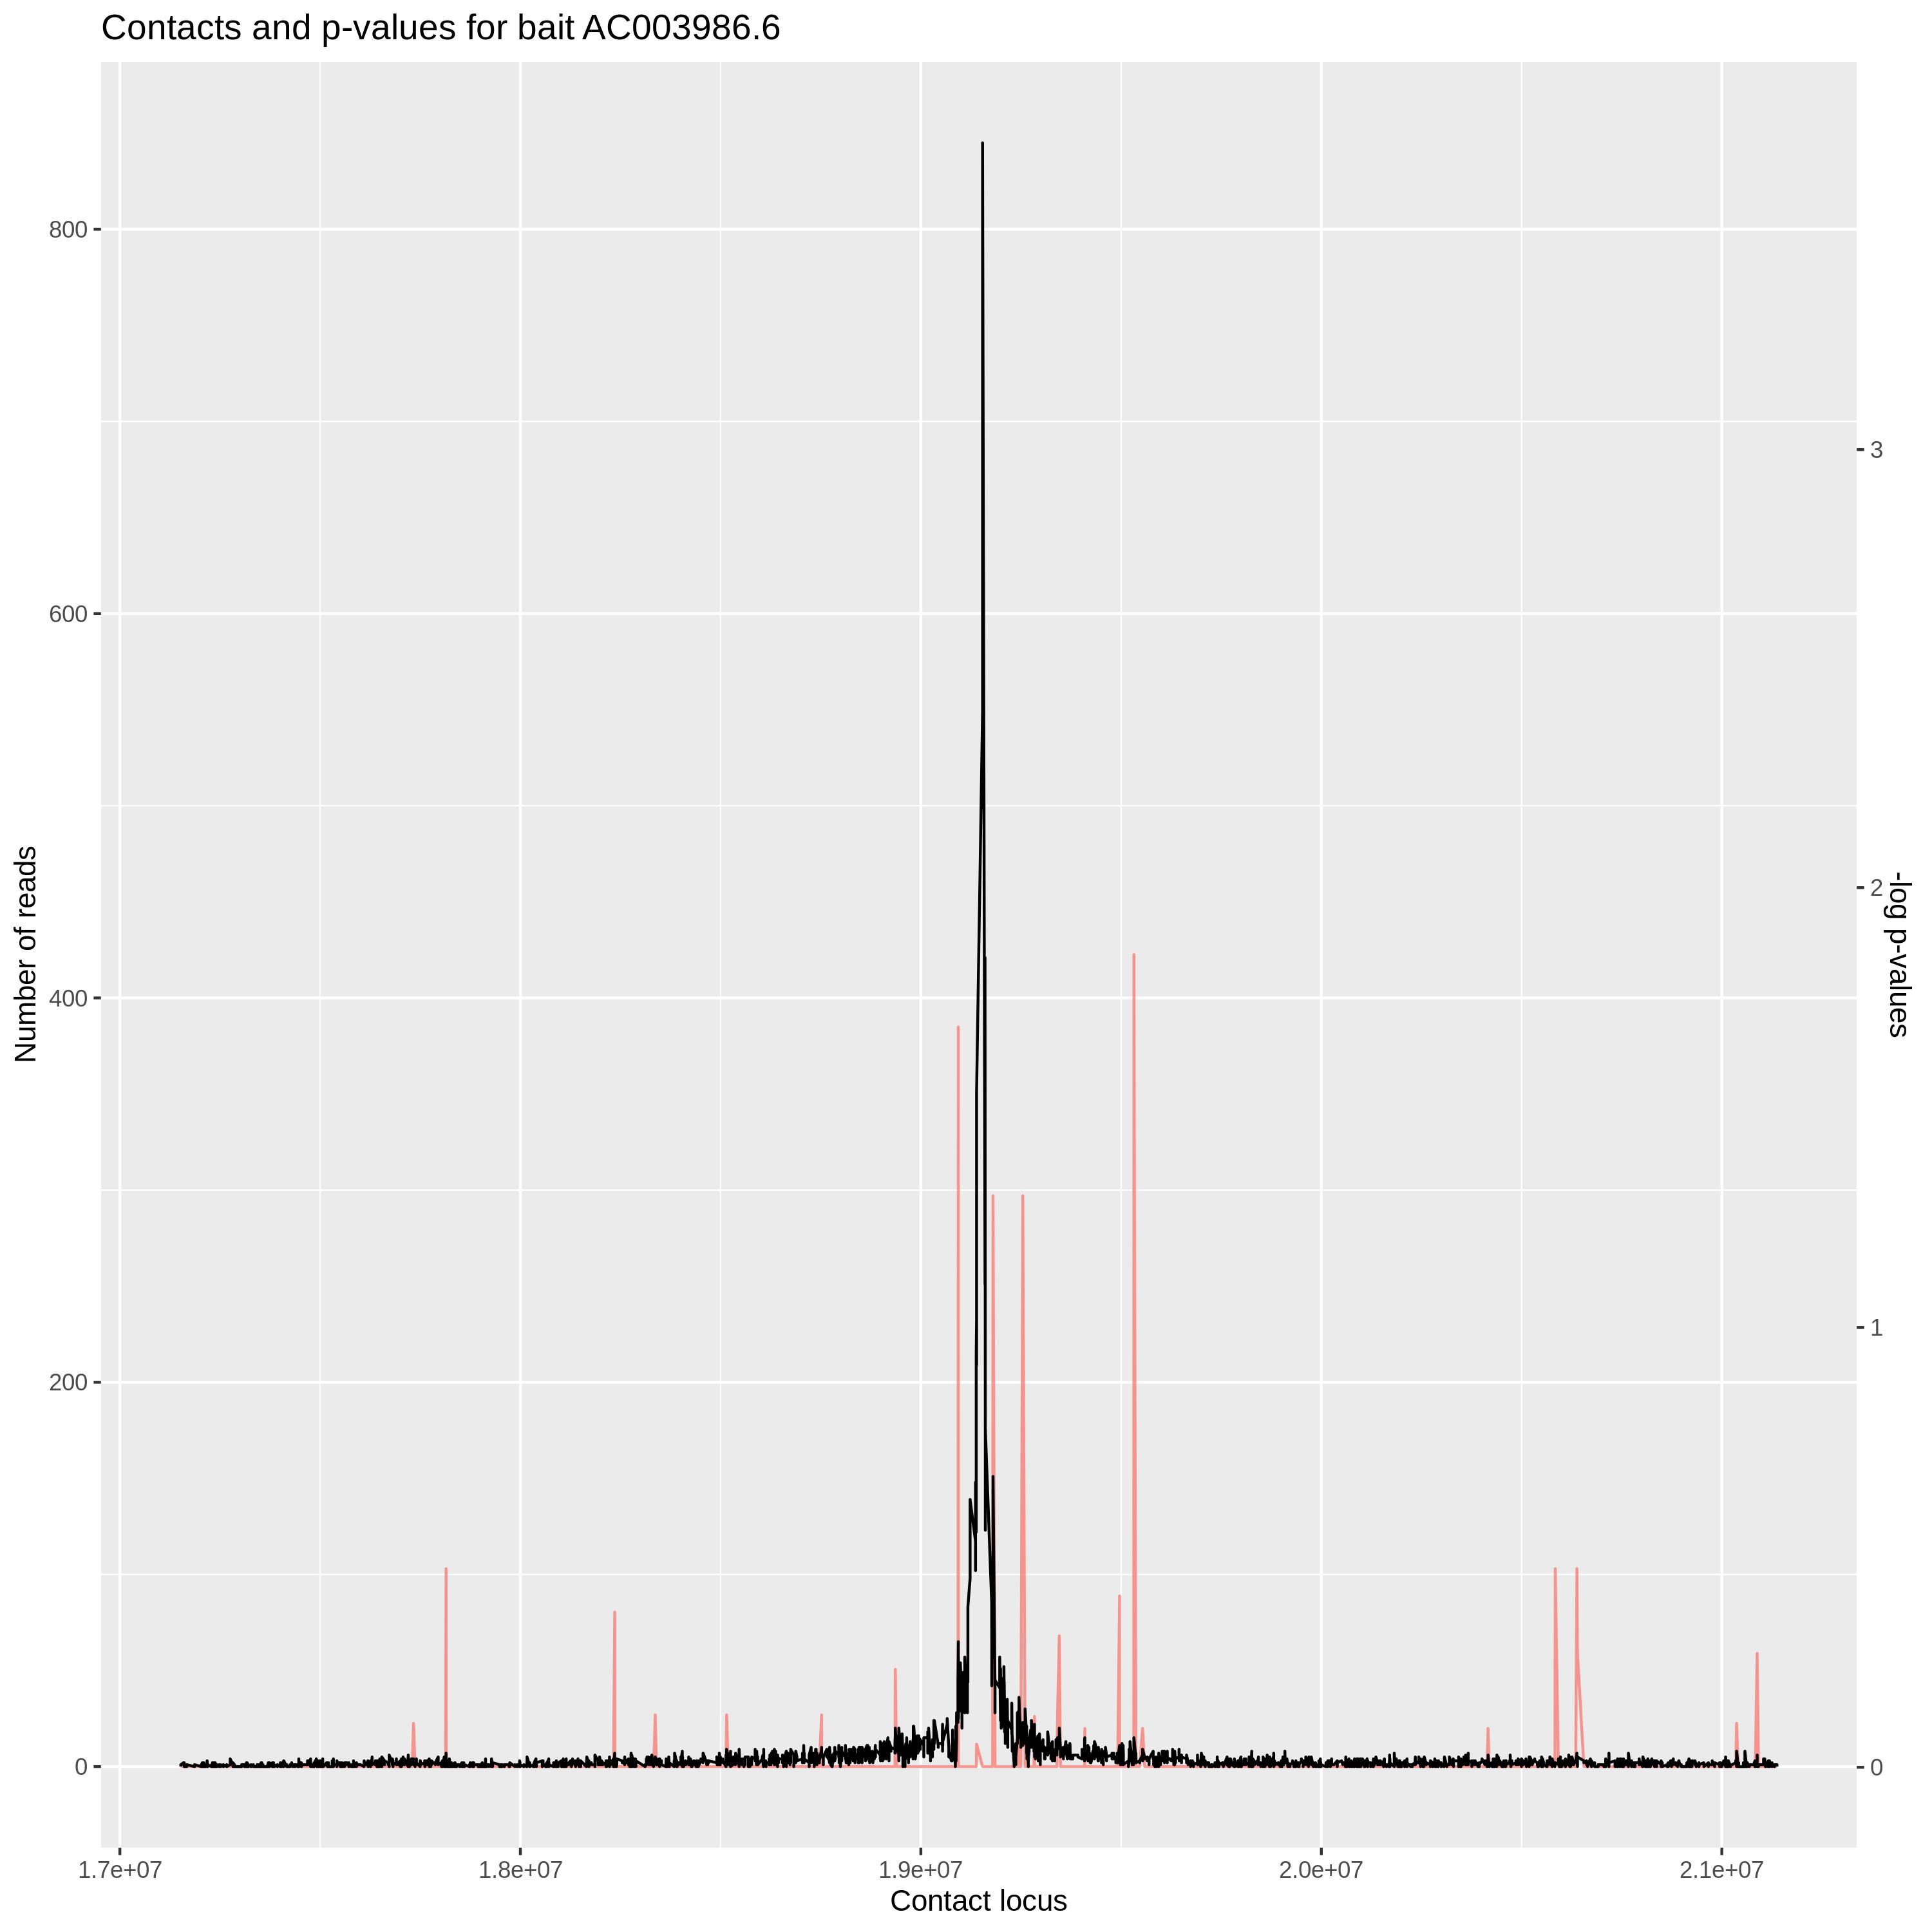 Contacts and p-values for bait AC003986.6
800
600
400
200
0
Number of reads
3
2
1
0
-log p-values
1.7e+07
1.8e+07
1.9e+07
2.0e+07
2.1e+07
Contact locus